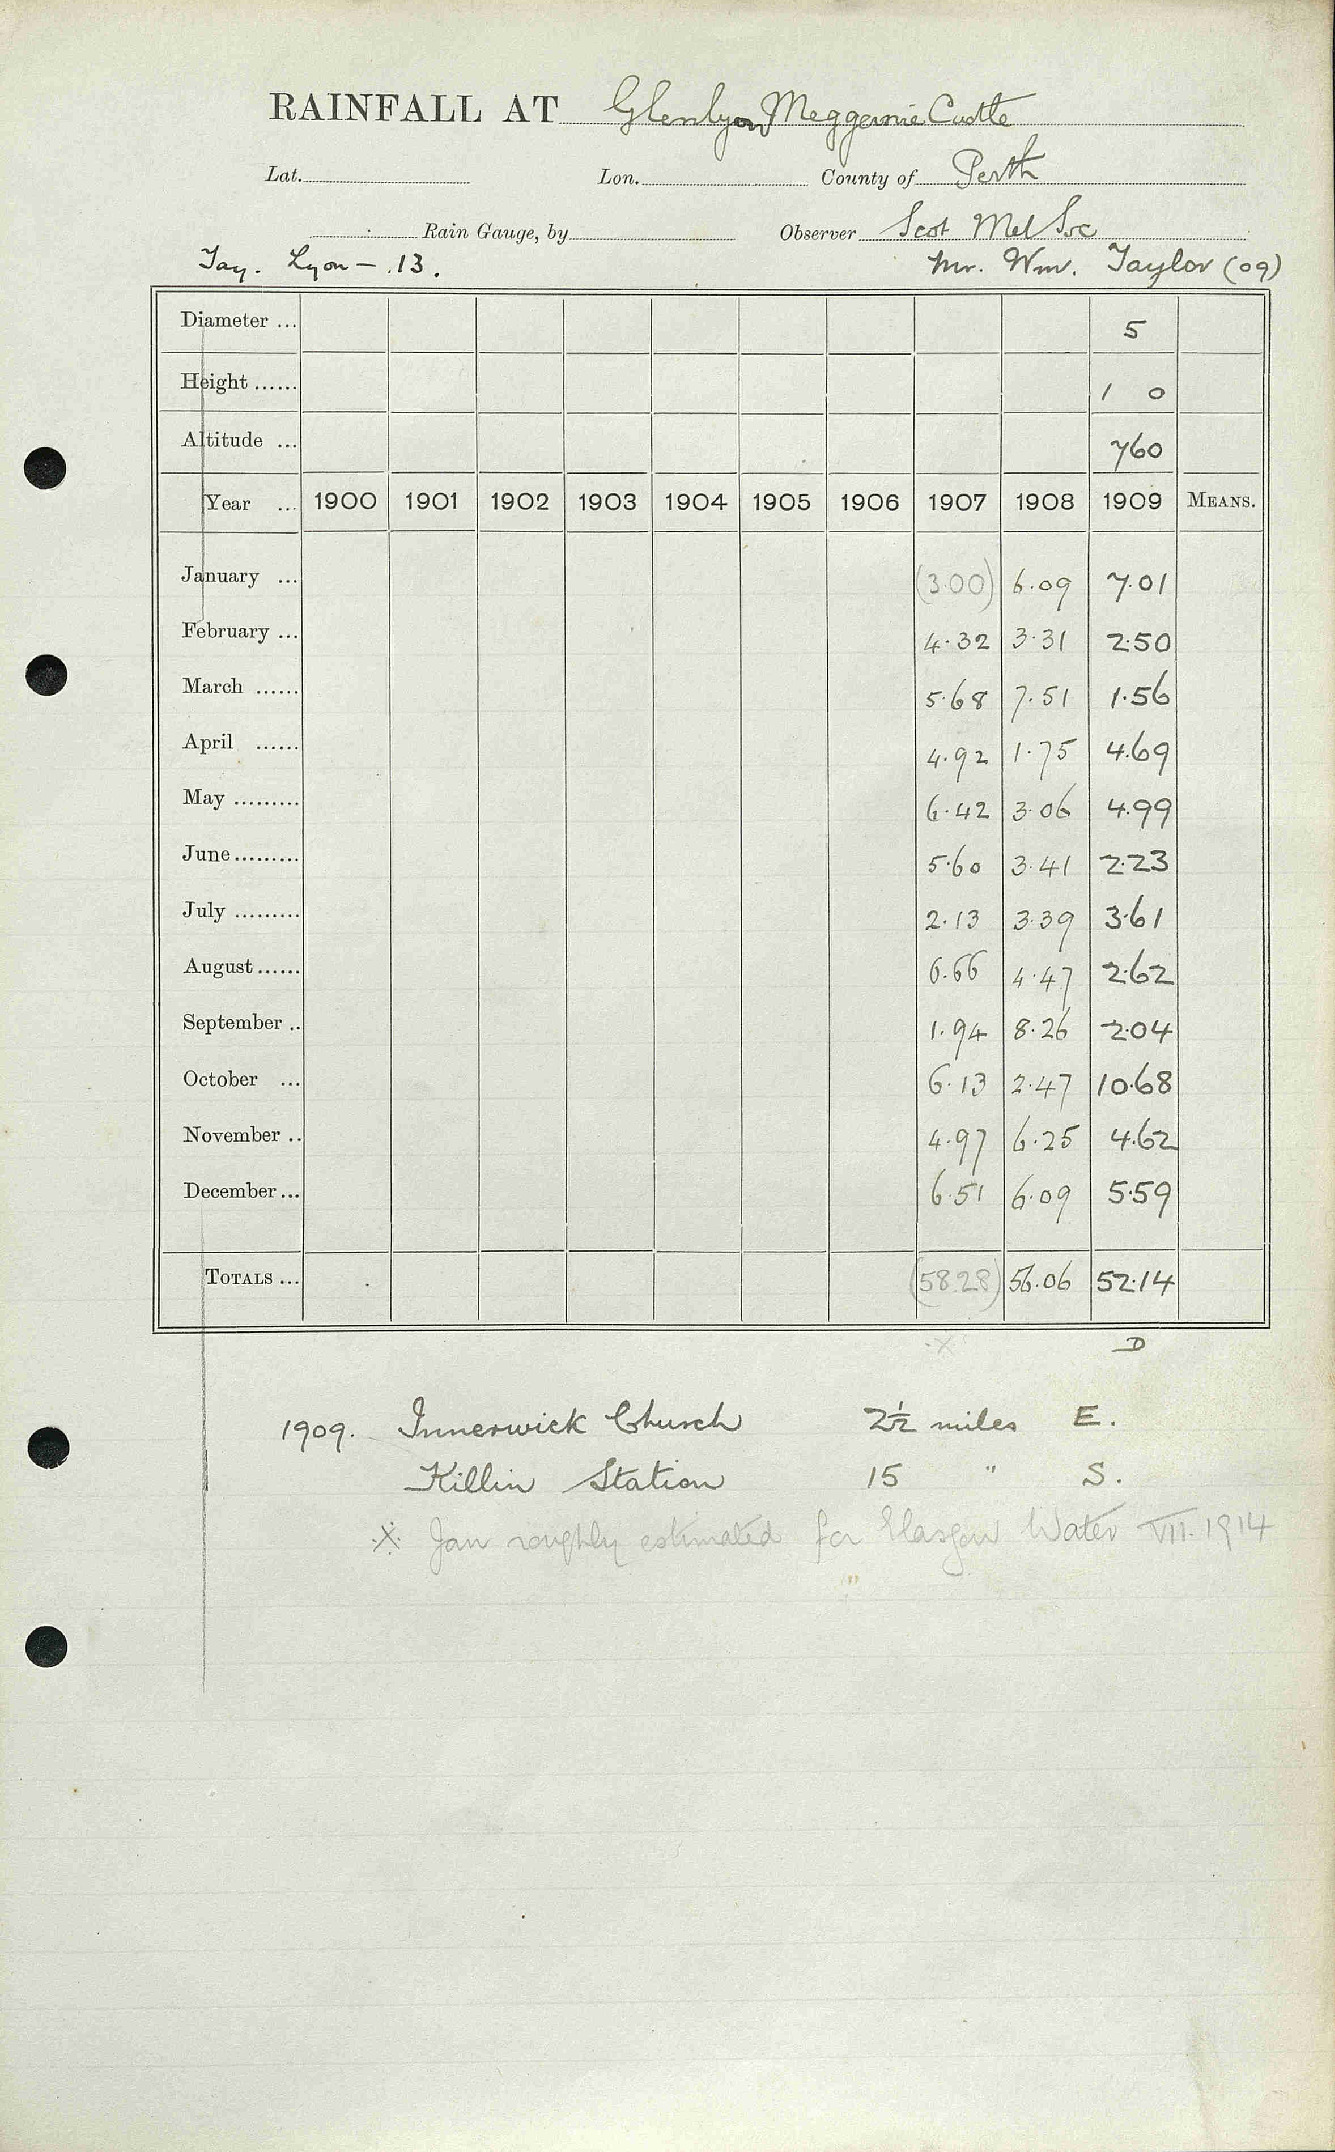 RAINFALL AT Glenlyon Meggernie Castle
Lat. Lon. County of Perth
Rain Gauge, by Observer Scot Met Soc
Tay. Lyon — 13. Mr. Wm. Taylor (09)
Diameter ... 5
Height ...... 1 0
Altitude ... 760
Year ... 1900 1901 1902 1903 1904 1905 1906 1907 1908 1909 MEANS.
January ... (3.00) 6.09 7.01
February ... 4.32 3.31 2.50
March ...... 5.68 7.51 1.56
April ...... 4.92 1.75 4.69
May ......... 6.42 3.06 4.99
June ......... 5.60 3.41 2.23
July ......... 2.13 3.39 3.61
August ...... 6.66 4.47 2.62
September .. 1.94 8.26 2.04
October ... 6.13 2.47 10.68
November .. 4.97 6.25 4.62
December ... 6.51 6.09 5.59
TOTALS ... (58.28) 56.06 52.14
X D
1909. Innerwick Church 2½ miles E.
Killin Station 15 " S.
X Jan roughly estimated for Glasgow Water VII. 1914